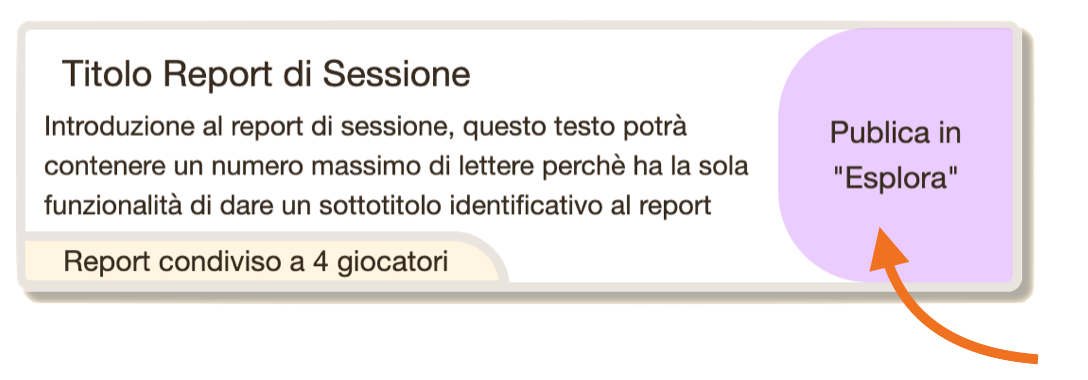 Titolo Report di Sessione
Introduzione al report di sessione, questo testo potrà
contenere un numero massimo di lettere perchè ha la sola
funzionalità di dare un sottotitolo identificativo al report
Report condiviso a 4 giocatori
Publica in
"Esplora"